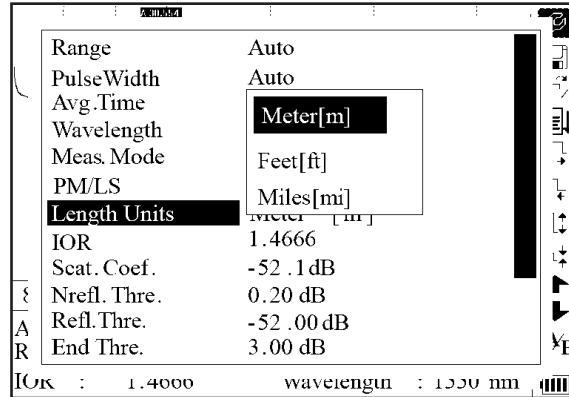 Range Auto
PulseWidth Auto
Avg.Time
Wavelength Meter[m]
Meas. Mode
Feet[ft]
PM/LS
Miles[mi]
Length Units Meter [m]
IOR 1.4666
Scat. Coef. -52 .1dB
Nrefl. Thre. 0.20 dB
Refl.Thre. -52 .00dB
End Thre. 3.00 dB
A
R
IOR : 1.4666 Wavelength : 1550 nm